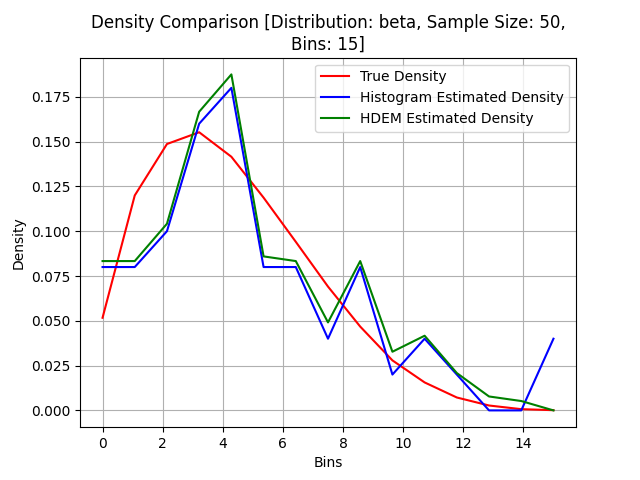 Density Comparison [Distribution: beta, Sample Size: 50,
Bins: 15]
True Density
Histogram Estimated Density
HDEM Estimated Density
Density
0.175
0.150
0.125
0.100
0.075
0.050
0.025
0.000
0 2 4 6 8 10 12 14
Bins